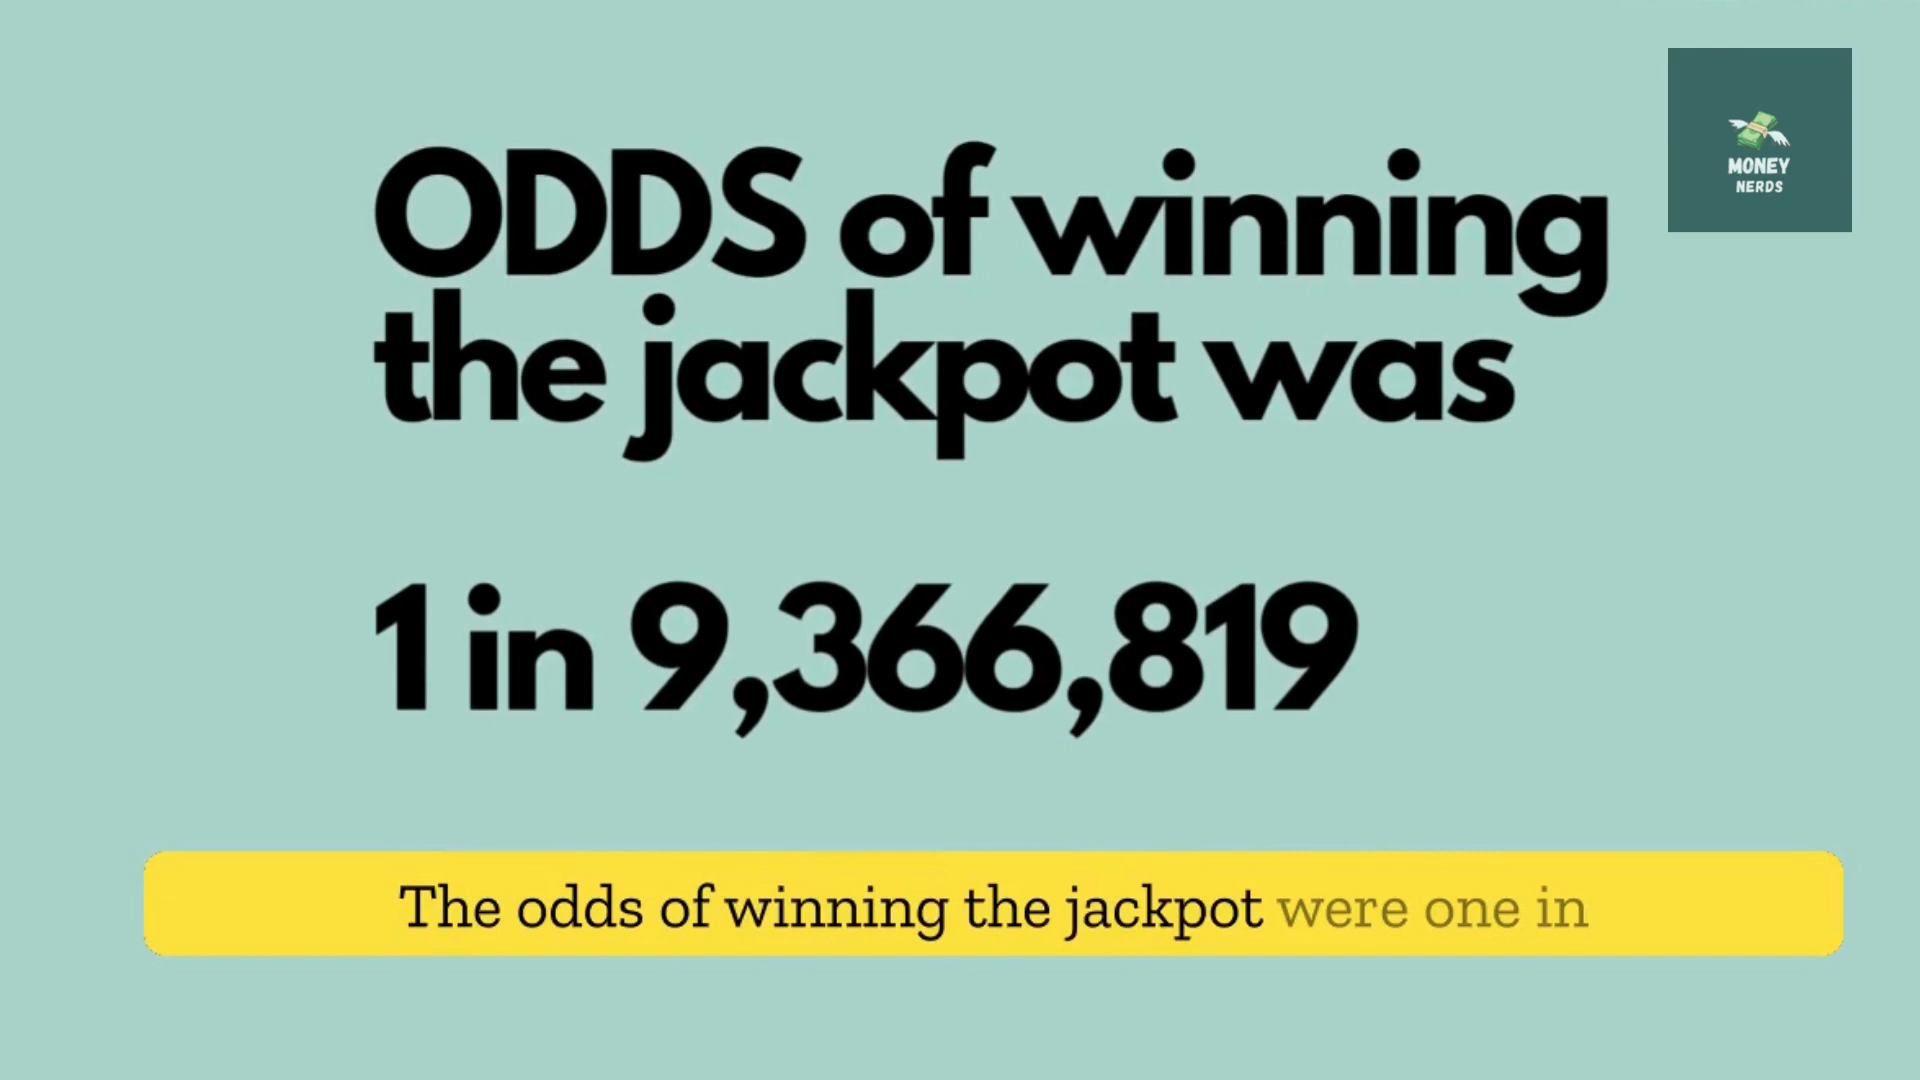 ODDS of winning
the jackpot was
1 in 9,366,819
MONEY
NERDS
The odds of winning the jackpot were one in